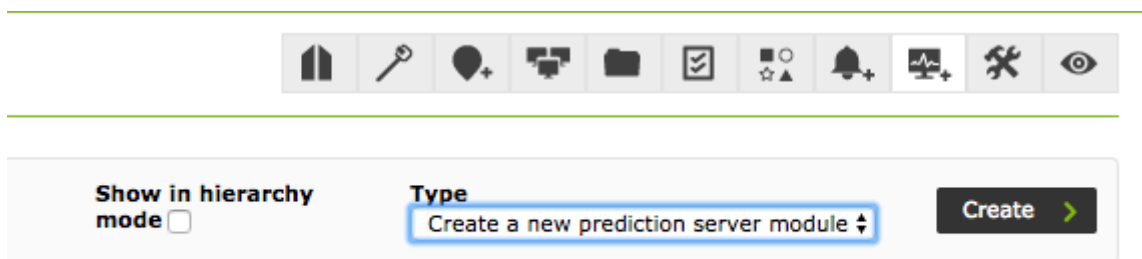 Show in hierarchy
mode
Type
Create a new prediction server module
Create